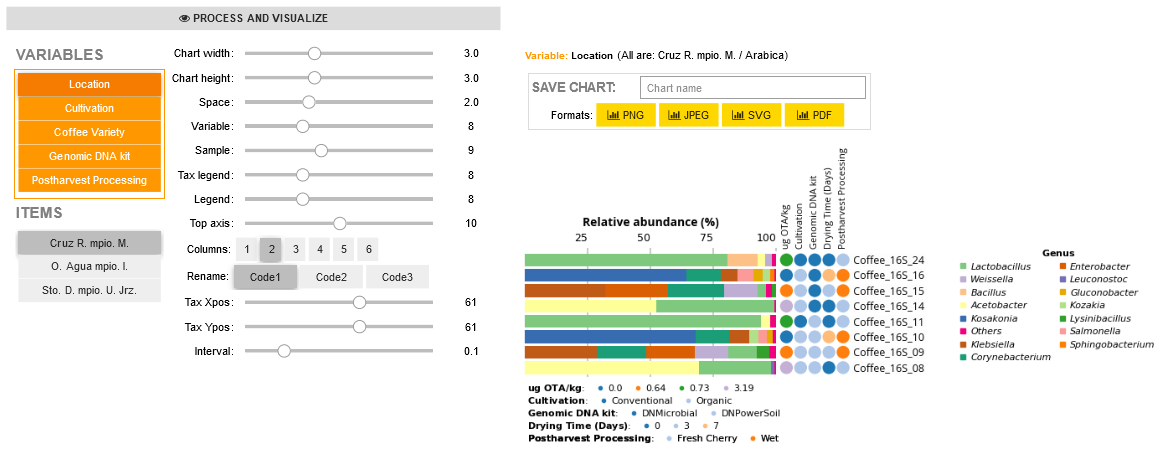 PROCESS AND VISUALIZE
VARIABLES
Location
Cultivation
Coffee Variety
Genomic DNA kit
Postharvest Processing
ITEMS
Cruz R. mpio. M.
O. Agua mpio. I.
Sto. D. mpio. U. Jrz.
Chart width: 3.0
Chart height: 3.0
Space: 2.0
Variable: 8
Sample: 9
Tax legend: 8
Legend: 8
Top axis: 10
Columns: 1 2 3 4 5 6
Rename: Code1 Code2 Code3
Tax Xpos: 61
Tax Ypos: 61
Interval: 0.1
Variable: Location (All are: Cruz R. mpio. M. / Arabica)
SAVE CHART: Chart name
Formats: PNG JPEG SVG PDF
Relative abundance (%)
25 50 75 100
ug OTA/kg
Cultivation
Genomic DNA kit
Drying Time (Days)
Postharvest Processing
Coffee_16S_24
Coffee_16S_16
Coffee_16S_15
Coffee_16S_14
Coffee_16S_11
Coffee_16S_10
Coffee_16S_09
Coffee_16S_08
ug OTA/kg: 0.0 0.64 0.73 3.19
Cultivation: Conventional Organic
Genomic DNA kit: DNMicrobial DNPowerSoil
Drying Time (Days): 0 3 7
Postharvest Processing: Fresh Cherry Wet
Genus
Lactobacillus Enterobacter
Weissella Leuconostoc
Bacillus Gluconobacter
Acetobacter Kozakia
Kosakonia Lysinibacillus
Others Salmonella
Klebsiella Sphingobacterium
Corynebacterium